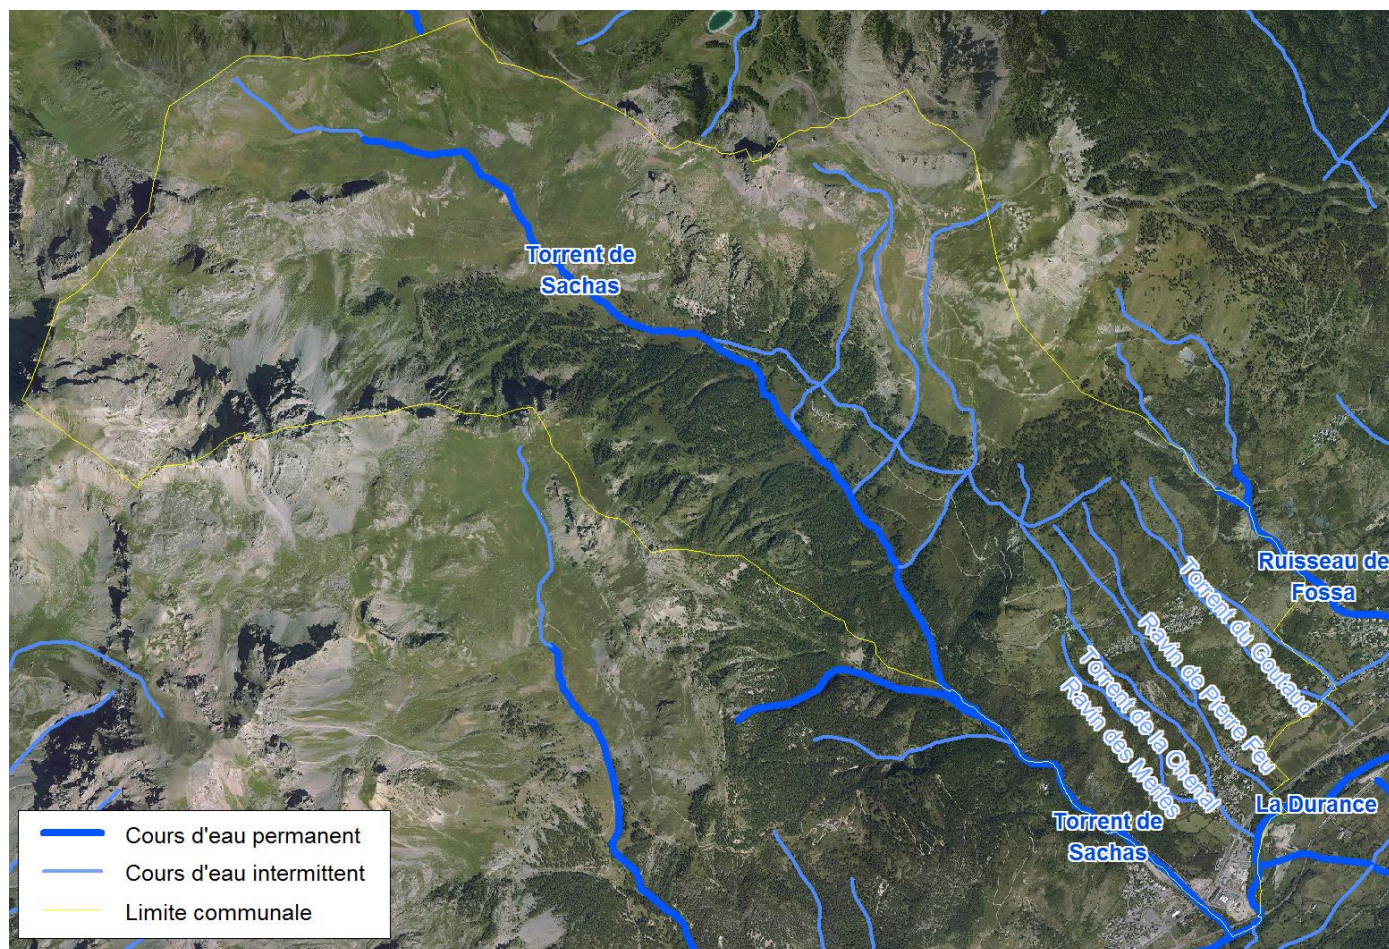 Torrent de
Sachas
Ruisseau de
Fossa
Torrent du Goutaud
Ravin de Pierre Feu
Torrent de la Chenal
Ravin des Merles
La Durance
Torrent de
Sachas
Cours d'eau permanent
Cours d'eau intermittent
Limite communale